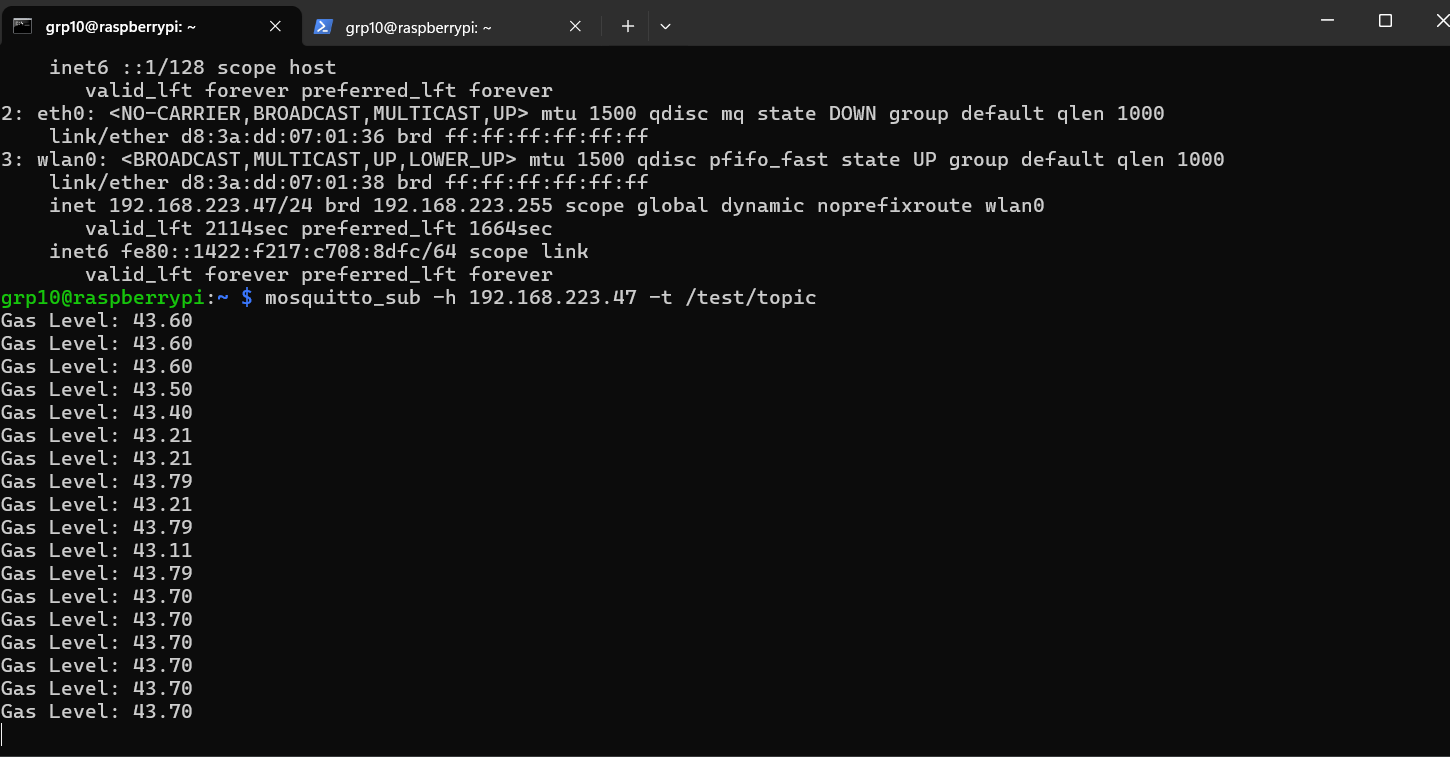 grp10@raspberrypi: ~
grp10@raspberrypi: ~
inet6 ::1/128 scope host
valid_lft forever preferred_lft forever
2: eth0: <NO-CARRIER,BROADCAST,MULTICAST,UP> mtu 1500 qdisc mq state DOWN group default qlen 1000
link/ether d8:3a:dd:07:01:36 brd ff:ff:ff:ff:ff:ff
3: wlan0: <BROADCAST,MULTICAST,UP,LOWER_UP> mtu 1500 qdisc pfifo_fast state UP group default qlen 1000
link/ether d8:3a:dd:07:01:38 brd ff:ff:ff:ff:ff:ff
inet 192.168.223.47/24 brd 192.168.223.255 scope global dynamic noprefixroute wlan0
valid_lft 2114sec preferred_lft 1664sec
inet6 fe80::1422:f217:c708:8dfc/64 scope link
valid_lft forever preferred_lft forever
grp10@raspberrypi:~ $ mosquitto_sub -h 192.168.223.47 -t /test/topic
Gas Level: 43.60
Gas Level: 43.60
Gas Level: 43.60
Gas Level: 43.50
Gas Level: 43.40
Gas Level: 43.21
Gas Level: 43.21
Gas Level: 43.79
Gas Level: 43.21
Gas Level: 43.79
Gas Level: 43.11
Gas Level: 43.79
Gas Level: 43.70
Gas Level: 43.70
Gas Level: 43.70
Gas Level: 43.70
Gas Level: 43.70
Gas Level: 43.70